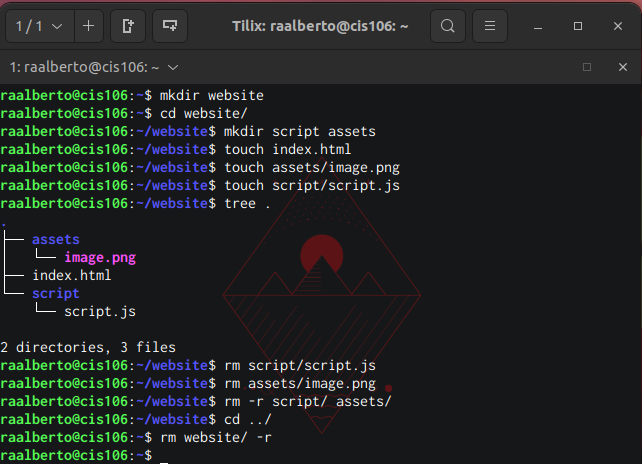 1 / 1
Tilix: raalberto@cis106: ~
1: raalberto@cis106: ~
raalberto@cis106:~$ mkdir website
raalberto@cis106:~$ cd website/
raalberto@cis106:~/website$ mkdir script assets
raalberto@cis106:~/website$ touch index.html
raalberto@cis106:~/website$ touch assets/image.png
raalberto@cis106:~/website$ touch script/script.js
raalberto@cis106:~/website$ tree .
.
├── assets
│   └── image.png
├── index.html
└── script
    └── script.js
2 directories, 3 files
raalberto@cis106:~/website$ rm script/script.js
raalberto@cis106:~/website$ rm assets/image.png
raalberto@cis106:~/website$ rm -r script/ assets/
raalberto@cis106:~/website$ cd ../
raalberto@cis106:~$ rm website/ -r
raalberto@cis106:~$